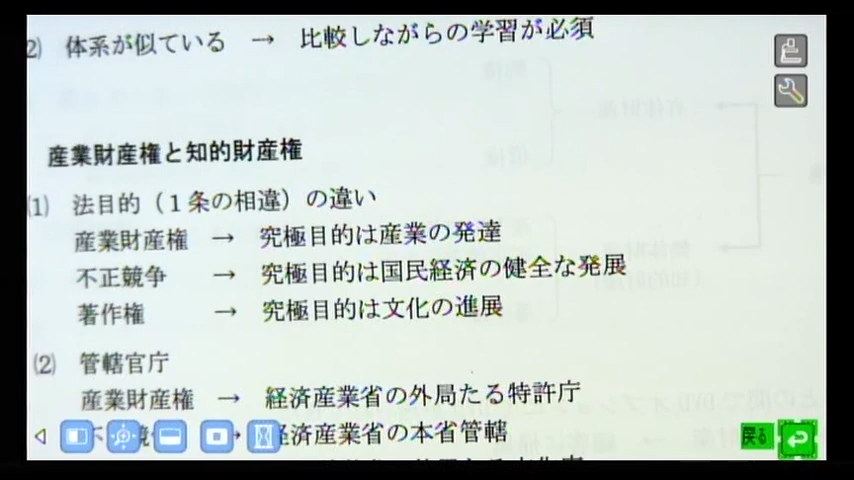 2) 体系が似ている → 比較しながらの学習が必須
産業財産権と知的財産権
(1) 法目的(1条の相違)の違い
産業財産権 → 究極目的は産業の発達
不正競争 → 究極目的は国民経済の健全な発展
著作権 → 究極目的は文化の進展
(2) 管轄官庁
産業財産権 → 経済産業省の外局たる特許庁
経済産業省の本省管轄
戻る